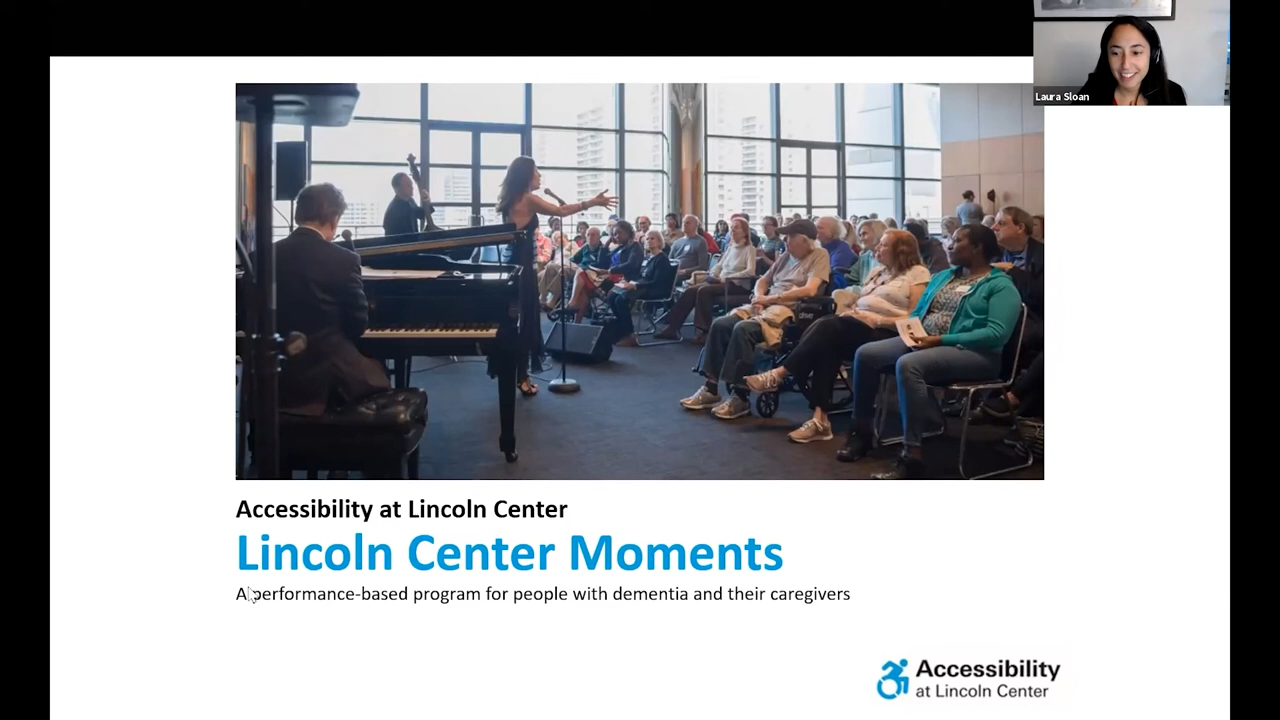 Laura Sloan
Accessibility at Lincoln Center
Lincoln Center Moments
A performance-based program for people with dementia and their caregivers
Accessibility
at Lincoln Center